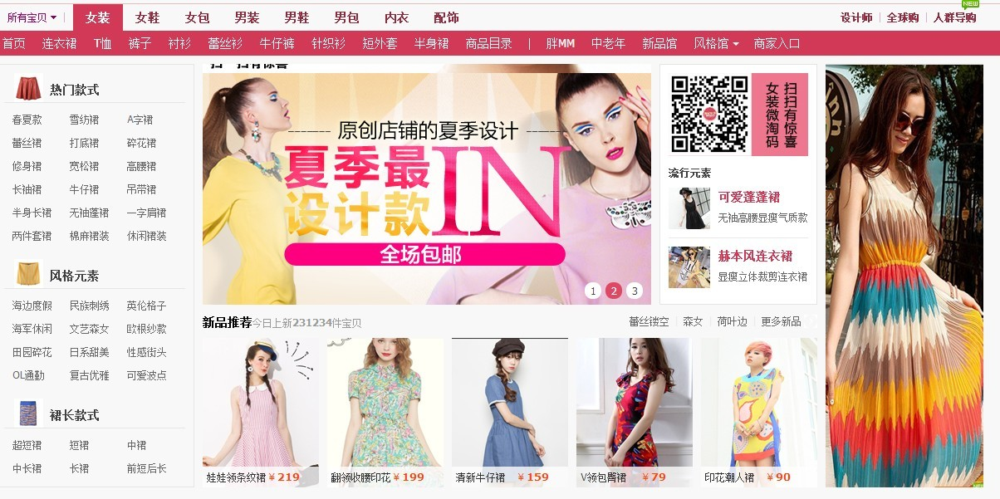 所有宝贝 女装 女鞋 女包 男装 男鞋 男包 内衣 配饰 设计师 全球购 人群导购 NEW
首页 连衣裙 T恤 裤子 衬衫 蕾丝衫 牛仔裤 针织衫 短外套 半身裙 商品目录 | 胖MM 中老年 新品馆 风格馆 商家入口
热门款式
春夏款 雪纺裙 A字裙
蕾丝裙 打底裙 碎花裙
修身裙 宽松裙 高腰裙
长袖裙 牛仔裙 吊带裙
半身长裙 无袖蓬裙 一字肩裙
两件套裙 棉麻裙装 休闲裙装
风格元素
海边度假 民族刺绣 英伦格子
海军休闲 文艺森女 欧根纱款
田园碎花 日系甜美 性感街头
OL通勤 复古优雅 可爱波点
裙长款式
超短裙 短裙 中裙
中长裙 长裙 前短后长
原创店铺的夏季设计
夏季最IN
设计款
全场包邮
1 2 3
扫扫有惊喜
女装微淘码
流行元素
可爱蓬蓬裙
无袖高腰显瘦气质款
赫本风连衣裙
显瘦立体裁剪连衣裙
新品推荐今日上新231234件宝贝 蕾丝镂空 森女 荷叶边 更多新品
娃娃领条纹裙 ¥219
翻领收腰印花 ¥199
清新牛仔裙 ¥159
V领包臀裙 ¥79
印花潮人裙 ¥90